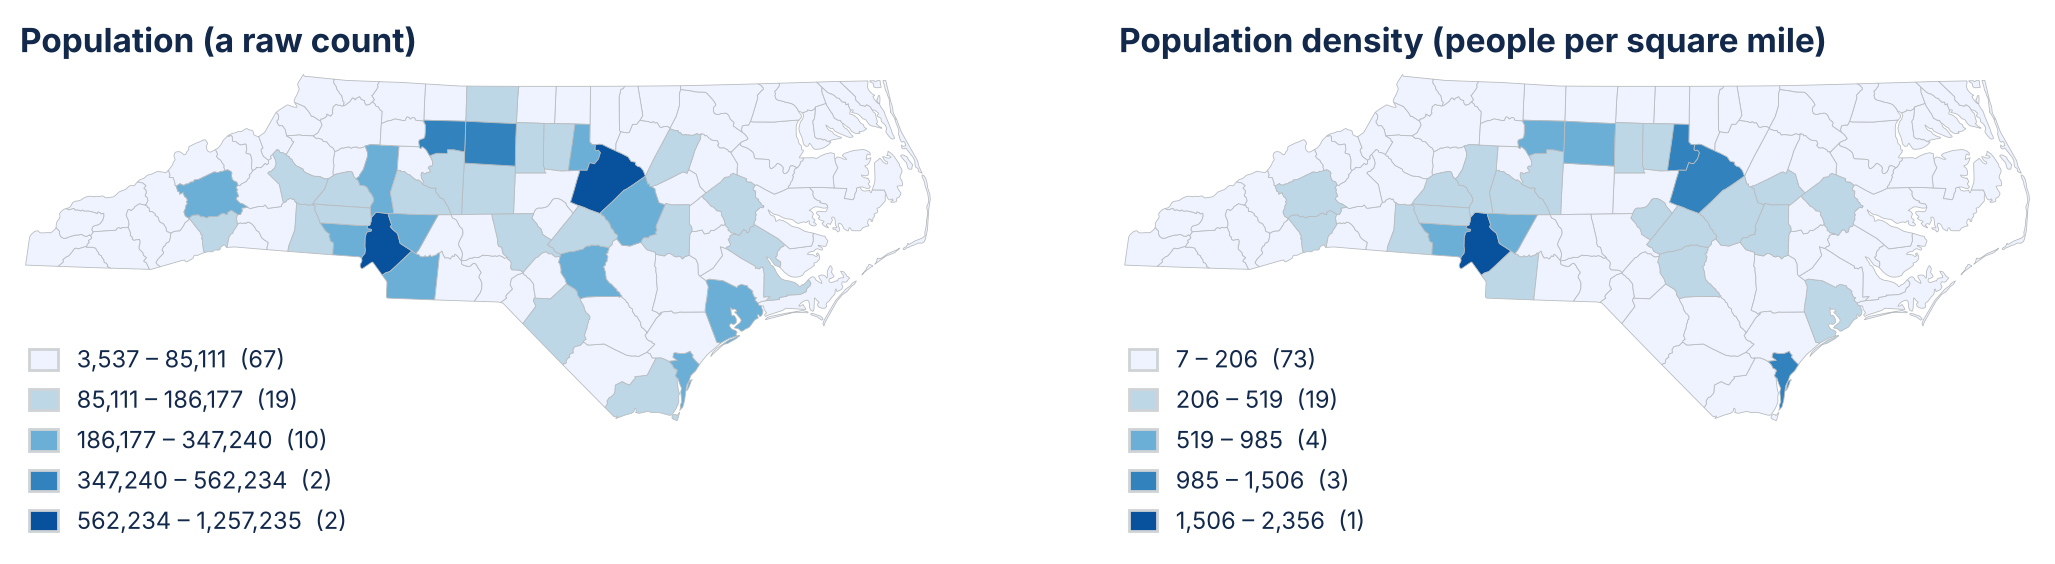 Population (a raw count)
3,537 – 85,111 (67)
85,111 – 186,177 (19)
186,177 – 347,240 (10)
347,240 – 562,234 (2)
562,234 – 1,257,235 (2)
Population density (people per square mile)
7 – 206 (73)
206 – 519 (19)
519 – 985 (4)
985 – 1,506 (3)
1,506 – 2,356 (1)